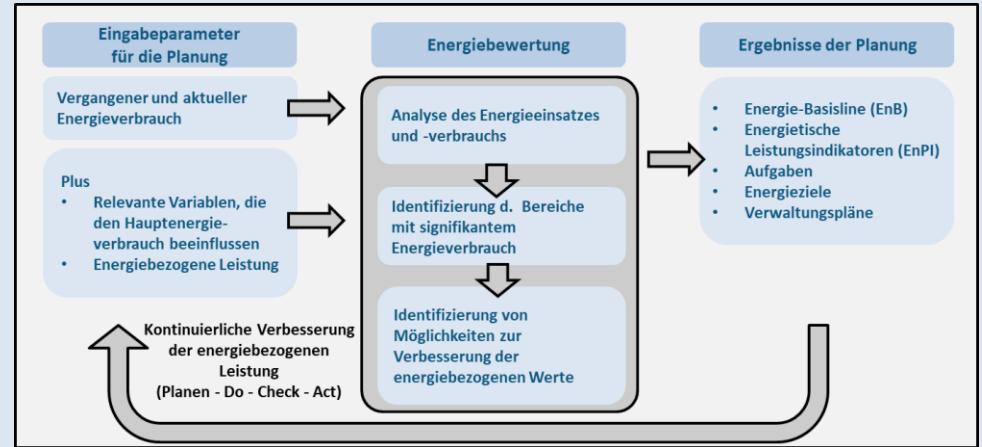 Eingabeparameter
für die Planung
Vergangener und aktueller
Energieverbrauch
Plus
• Relevante Variablen, die
den Hauptenergie-
verbrauch beeinflussen
• Energiebezogene Leistung
Energiebewertung
Analyse des Energieeinsatzes
und -verbrauchs
Identifizierung d. Bereiche
mit signifikantem
Energieverbrauch
Identifizierung von
Möglichkeiten zur
Verbesserung der
energiebezogenen Werte
Ergebnisse der Planung
• Energie-Basisline (EnB)
• Energietische
Leistungsindikatoren (EnPI)
• Aufgaben
• Energieziele
• Verwaltungspläne
Kontinuierliche Verbesserung
der energiebezogenen
Leistung
(Planen - Do - Check - Act)